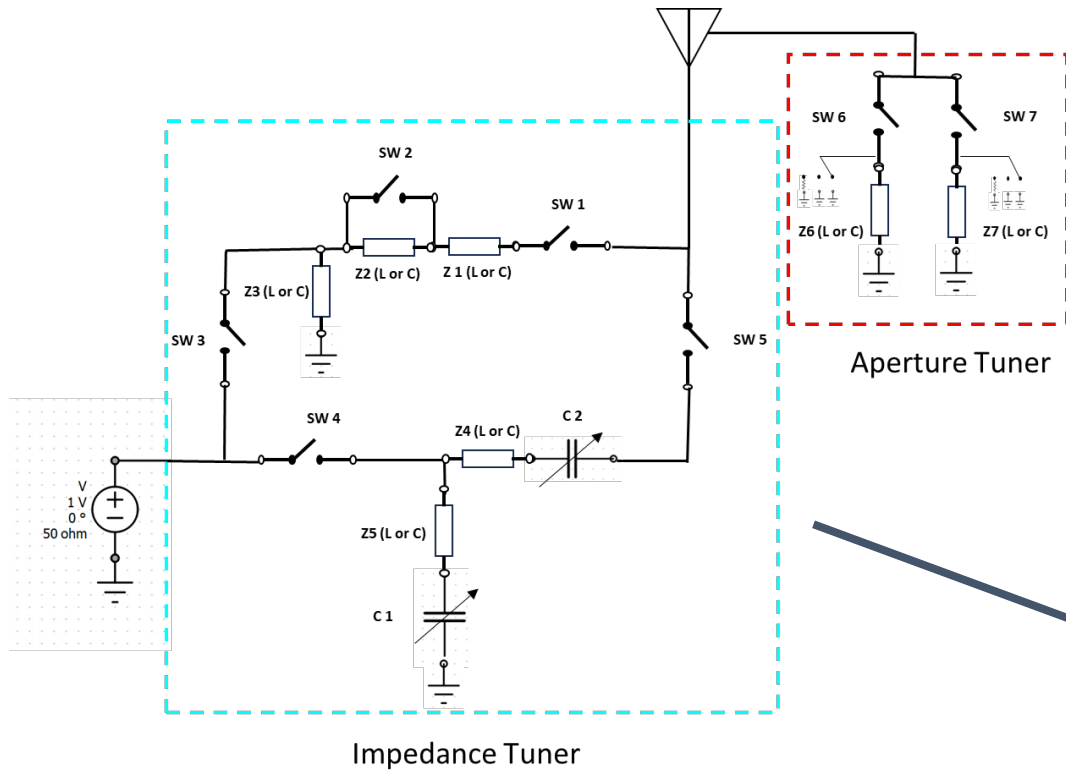 SW 6
SW 7
SW 2
SW 1
Z6 (L or C)
Z7 (L or C)
Z2 (L or C)
Z 1 (L or C)
Z3 (L or C)
SW 3
SW 5
Aperture Tuner
SW 4
C 2
Z4 (L or C)
V
1 V
0 °
50 ohm
Z5 (L or C)
C 1
Impedance Tuner